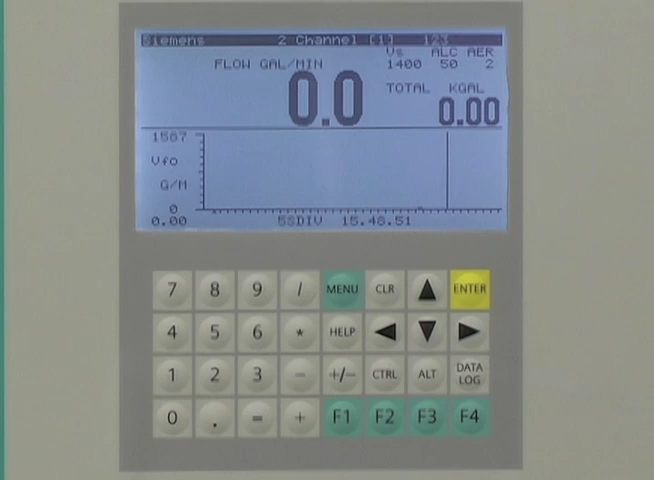 Siemens 2 Channel [1] 123
Vs ALC AER
FLOW GAL/MIN 1400 50 2
0.0 TOTAL KGAL
0.00
1587
Vfo
G/M
0
0.00 5SDIV 15.48.51
7 8 9 / MENU CLR ▲ ENTER
4 5 6 * HELP ◀ ▼ ▶
1 2 3 - +/- CTRL ALT DATA LOG
0 . = + F1 F2 F3 F4